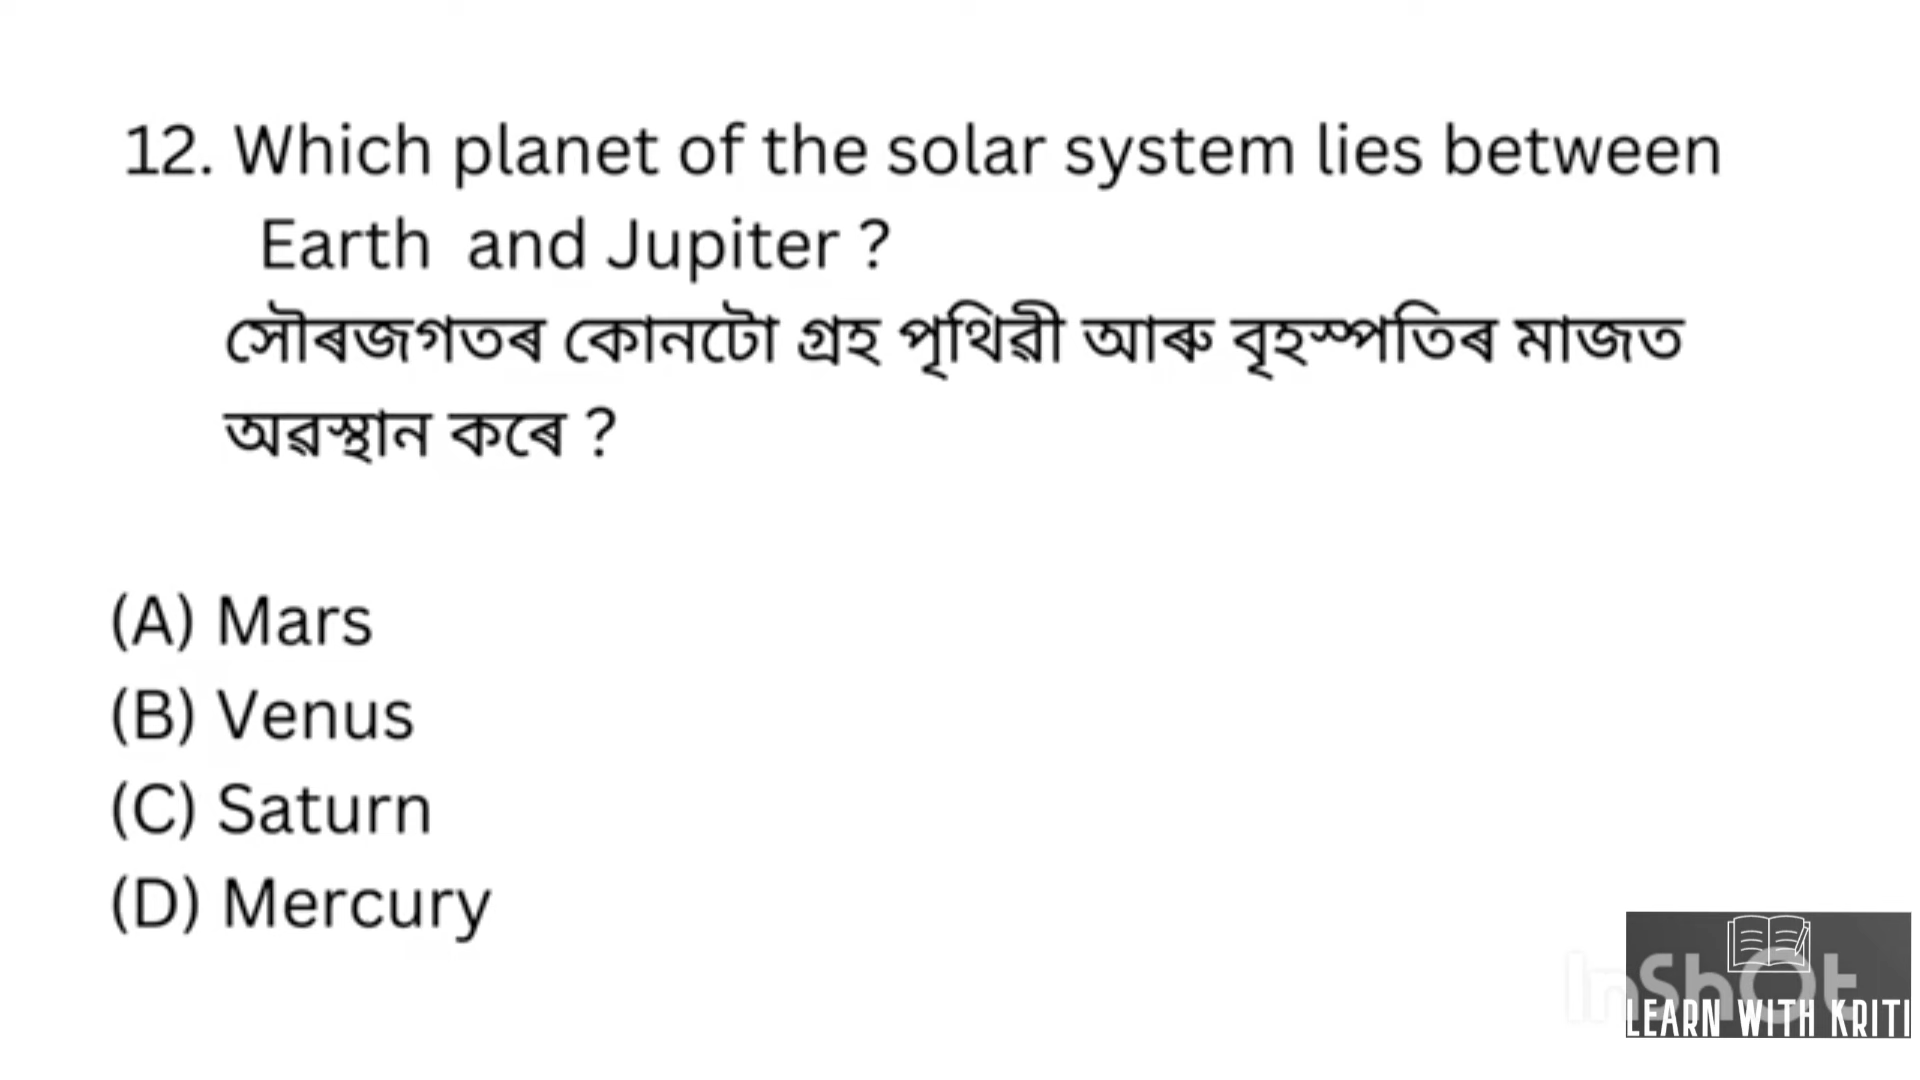 12. Which planet of the solar system lies between
Earth and Jupiter ?
সৌৰজগতৰ কোনটো গ্ৰহ পৃথিৱী আৰু বৃহস্পতিৰ মাজত
অৱস্থান কৰে ?
(A) Mars
(B) Venus
(C) Saturn
(D) Mercury
InShOt
LEARN WITH KRITI